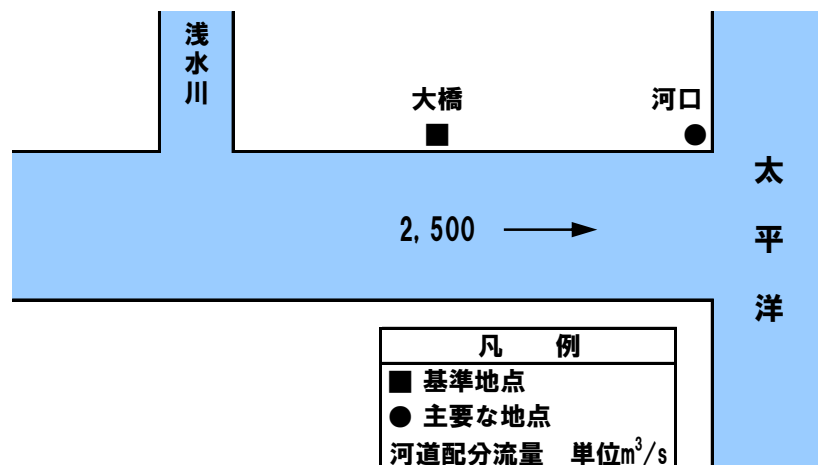 浅水川
大橋
河口
太平洋
2,500
凡 例
■ 基準地点
● 主要な地点
河道配分流量 単位m³/s